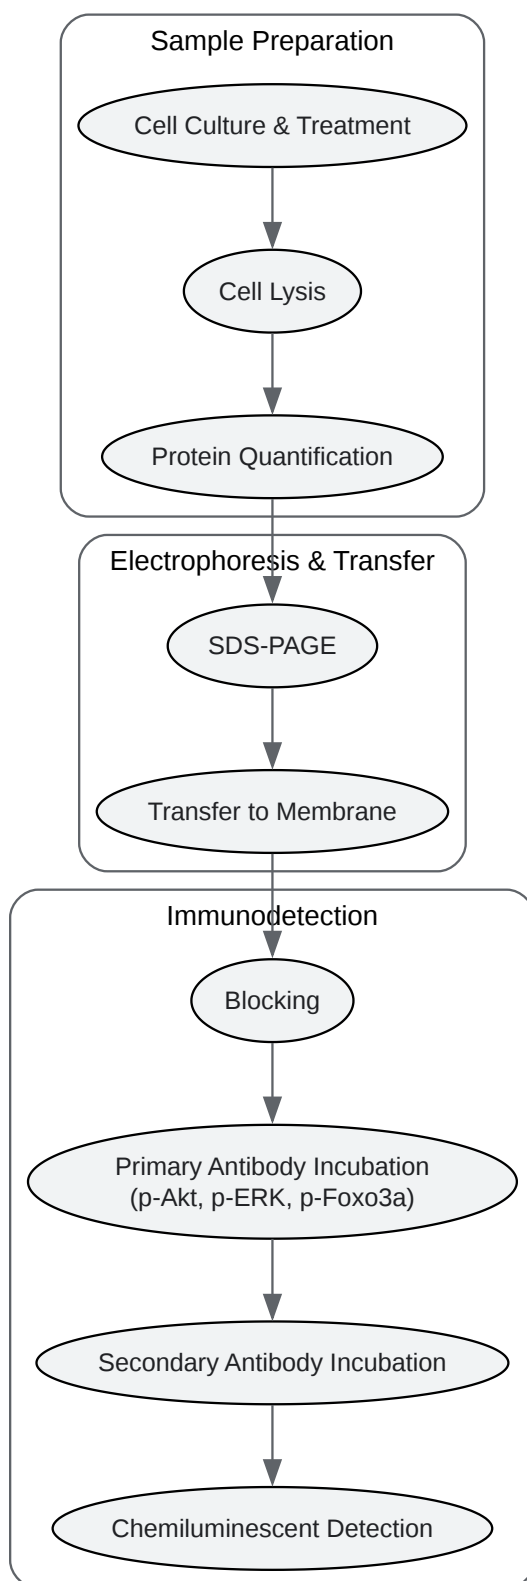 Sample Preparation
Cell Culture & Treatment
Cell Lysis
Protein Quantification
Electrophoresis & Transfer
SDS-PAGE
Transfer to Membrane
Immunodetection
Blocking
Primary Antibody Incubation
(p-Akt, p-ERK, p-Foxo3a)
Secondary Antibody Incubation
Chemiluminescent Detection